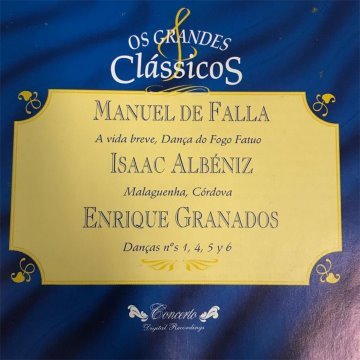 Os Grandes
Clássicos
Manuel de Falla
A vida breve, Dança do Fogo Fatuo
Isaac Albéniz
Malaguenha, Córdova
Enrique Granados
Danças nºs 1, 4, 5 y 6
Concerto
Digital Recordings